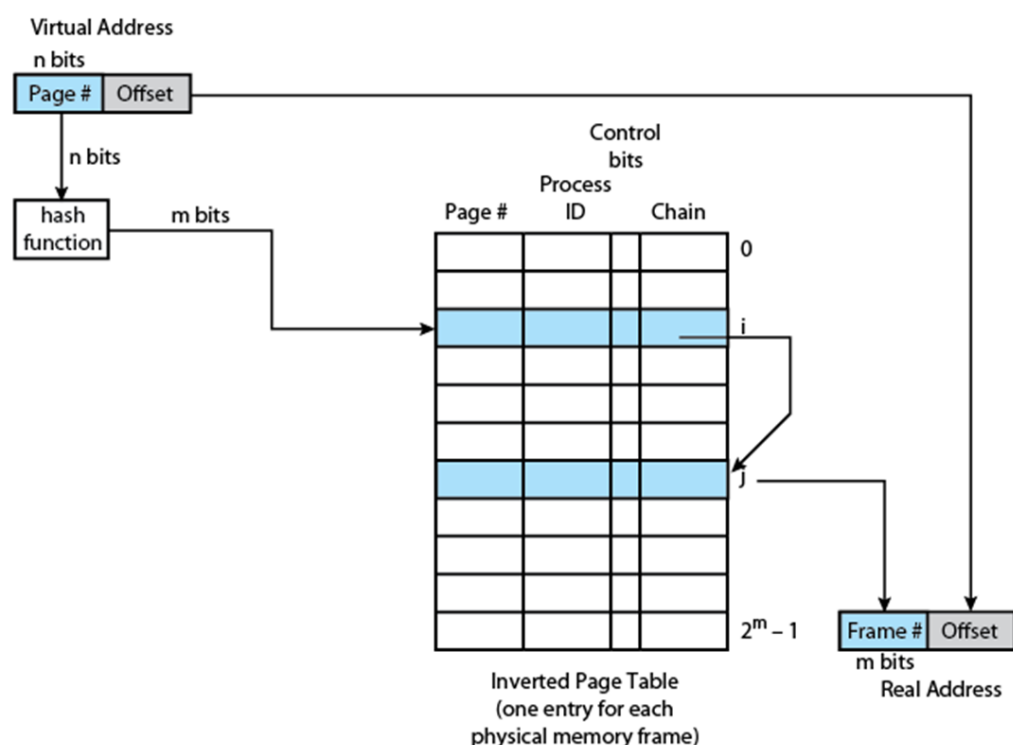 Virtual Address
n bits
Page # Offset
n bits
hash
function
m bits
Control
bits
Process
Page # ID Chain
0
i
j
2ᵐ – 1
Frame # Offset
m bits
Real Address
Inverted Page Table
(one entry for each
physical memory frame)